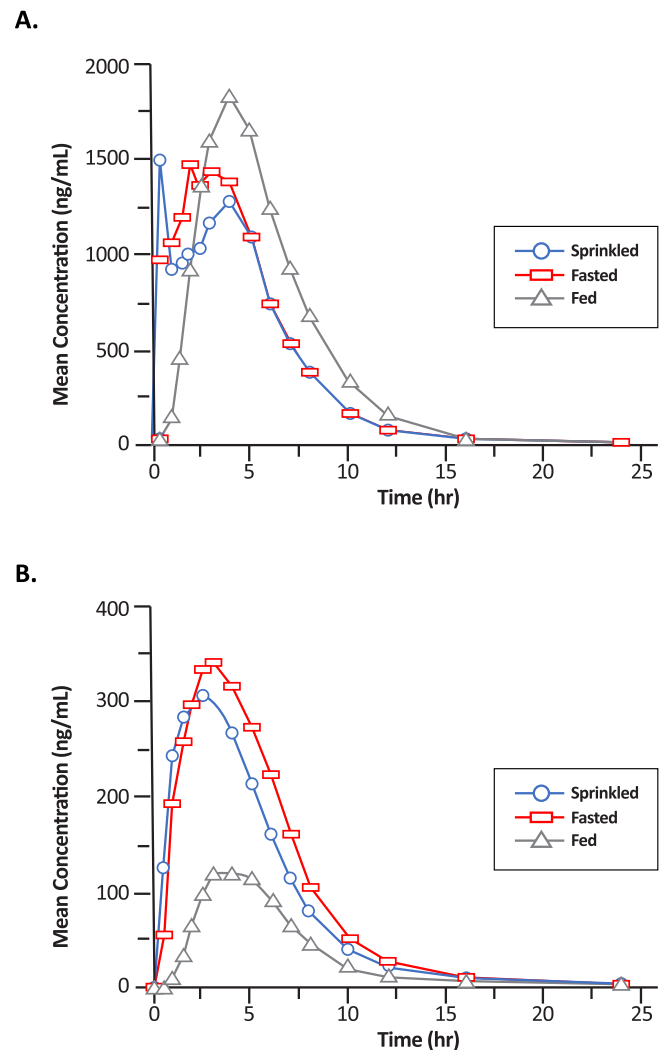 A.
Mean Concentration (ng/mL)
2000
1500
1000
500
0
0 5 10 15 20 25
Time (hr)
Sprinkled
Fasted
Fed
B.
Mean Concentration (ng/mL)
400
300
200
100
0
0 5 10 15 20 25
Time (hr)
Sprinkled
Fasted
Fed